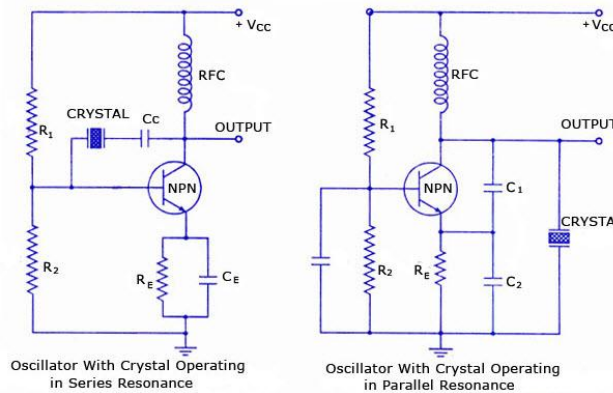 + VCC
RFC
CRYSTAL
CC
OUTPUT
R1
NPN
R2
RE
CE
Oscillator With Crystal Operating
in Series Resonance
+ VCC
RFC
R1
OUTPUT
NPN
C1
CRYSTA
R2
RE
C2
Oscillator With Crystal Operating
in Parallel Resonance